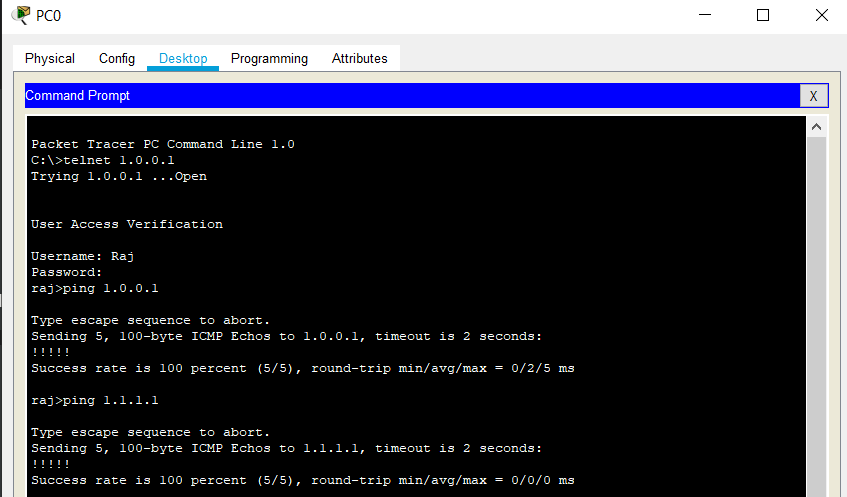 PC0
Physical Config Desktop Programming Attributes
Command Prompt
X
Packet Tracer PC Command Line 1.0
C:\>telnet 1.0.0.1
Trying 1.0.0.1 ...Open
User Access Verification
Username: Raj
Password:
raj>ping 1.0.0.1
Type escape sequence to abort.
Sending 5, 100-byte ICMP Echos to 1.0.0.1, timeout is 2 seconds:
!!!!!
Success rate is 100 percent (5/5), round-trip min/avg/max = 0/2/5 ms
raj>ping 1.1.1.1
Type escape sequence to abort.
Sending 5, 100-byte ICMP Echos to 1.1.1.1, timeout is 2 seconds:
!!!!!
Success rate is 100 percent (5/5), round-trip min/avg/max = 0/0/0 ms